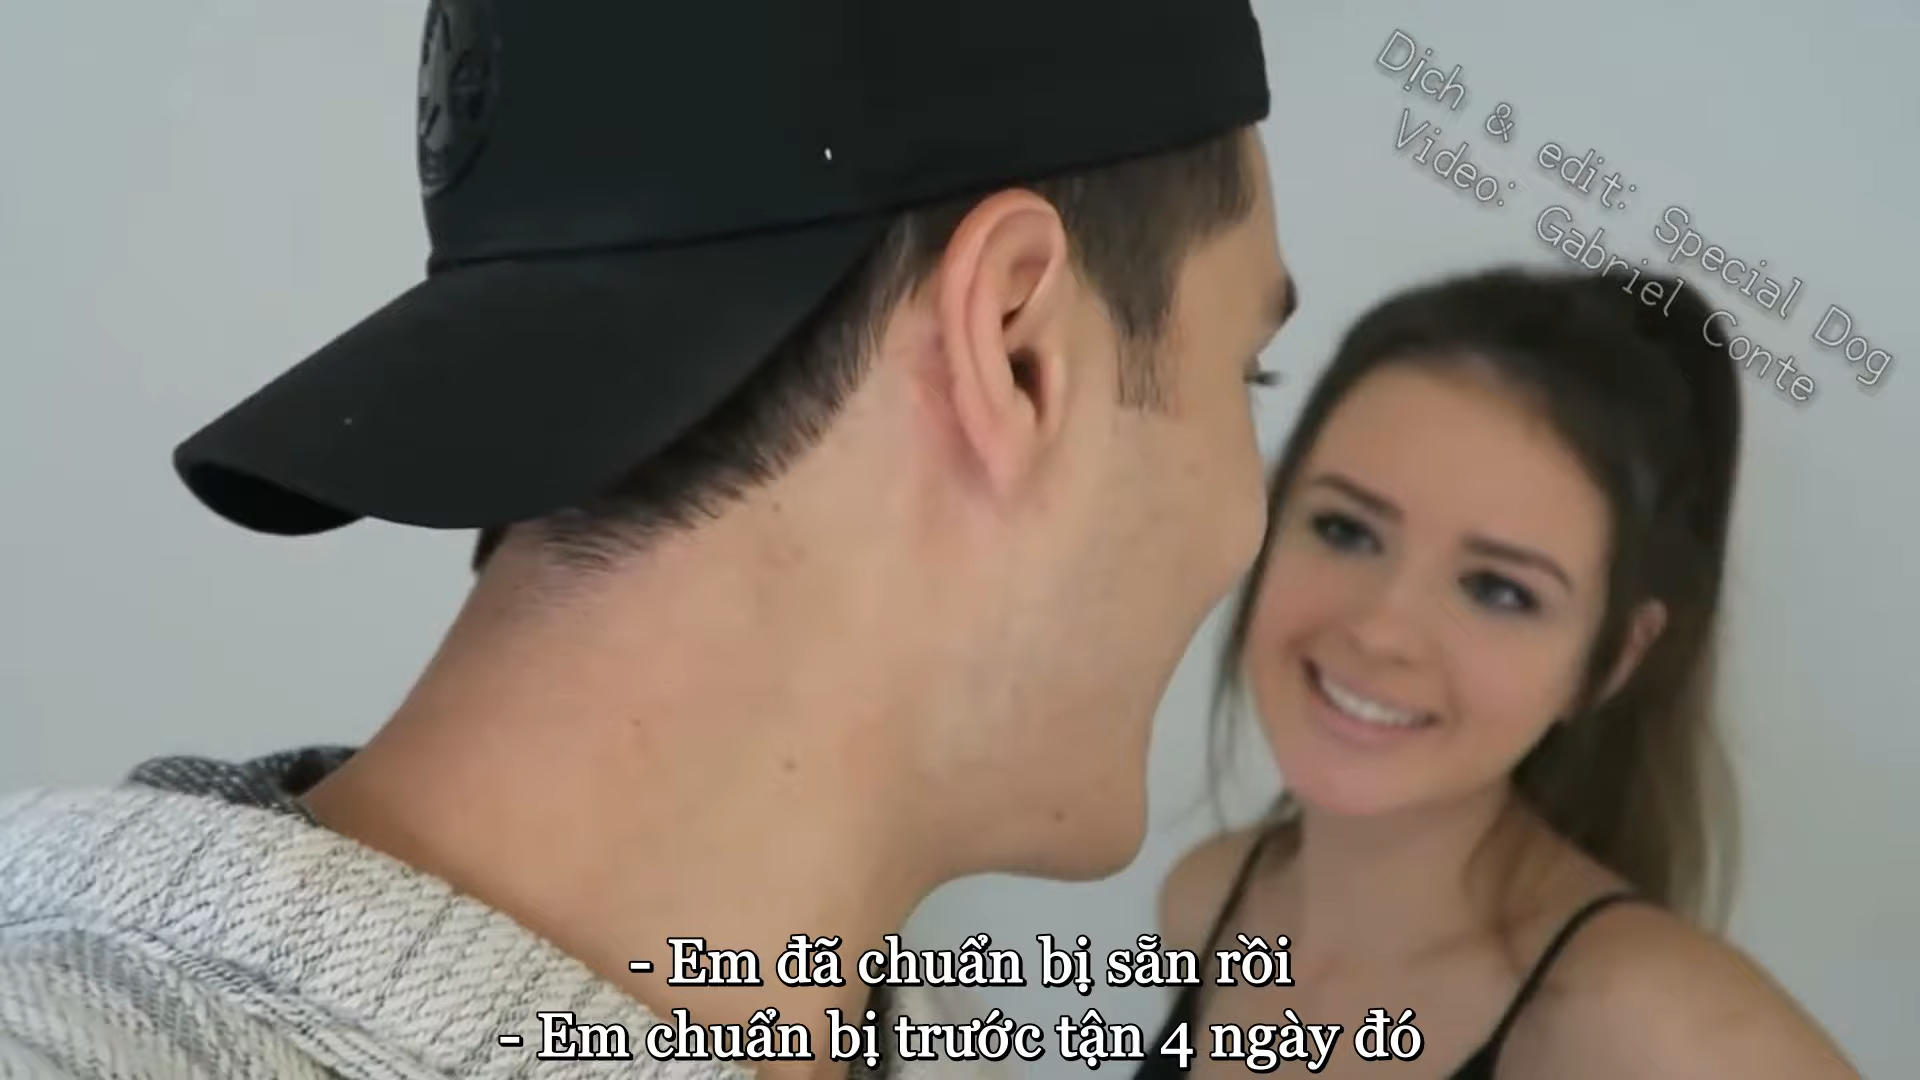 Dịch & edit: Special Dog
Video: Gabriel Conte
- Em đã chuẩn bị sẵn rồi
- Em chuẩn bị trước tận 4 ngày đó